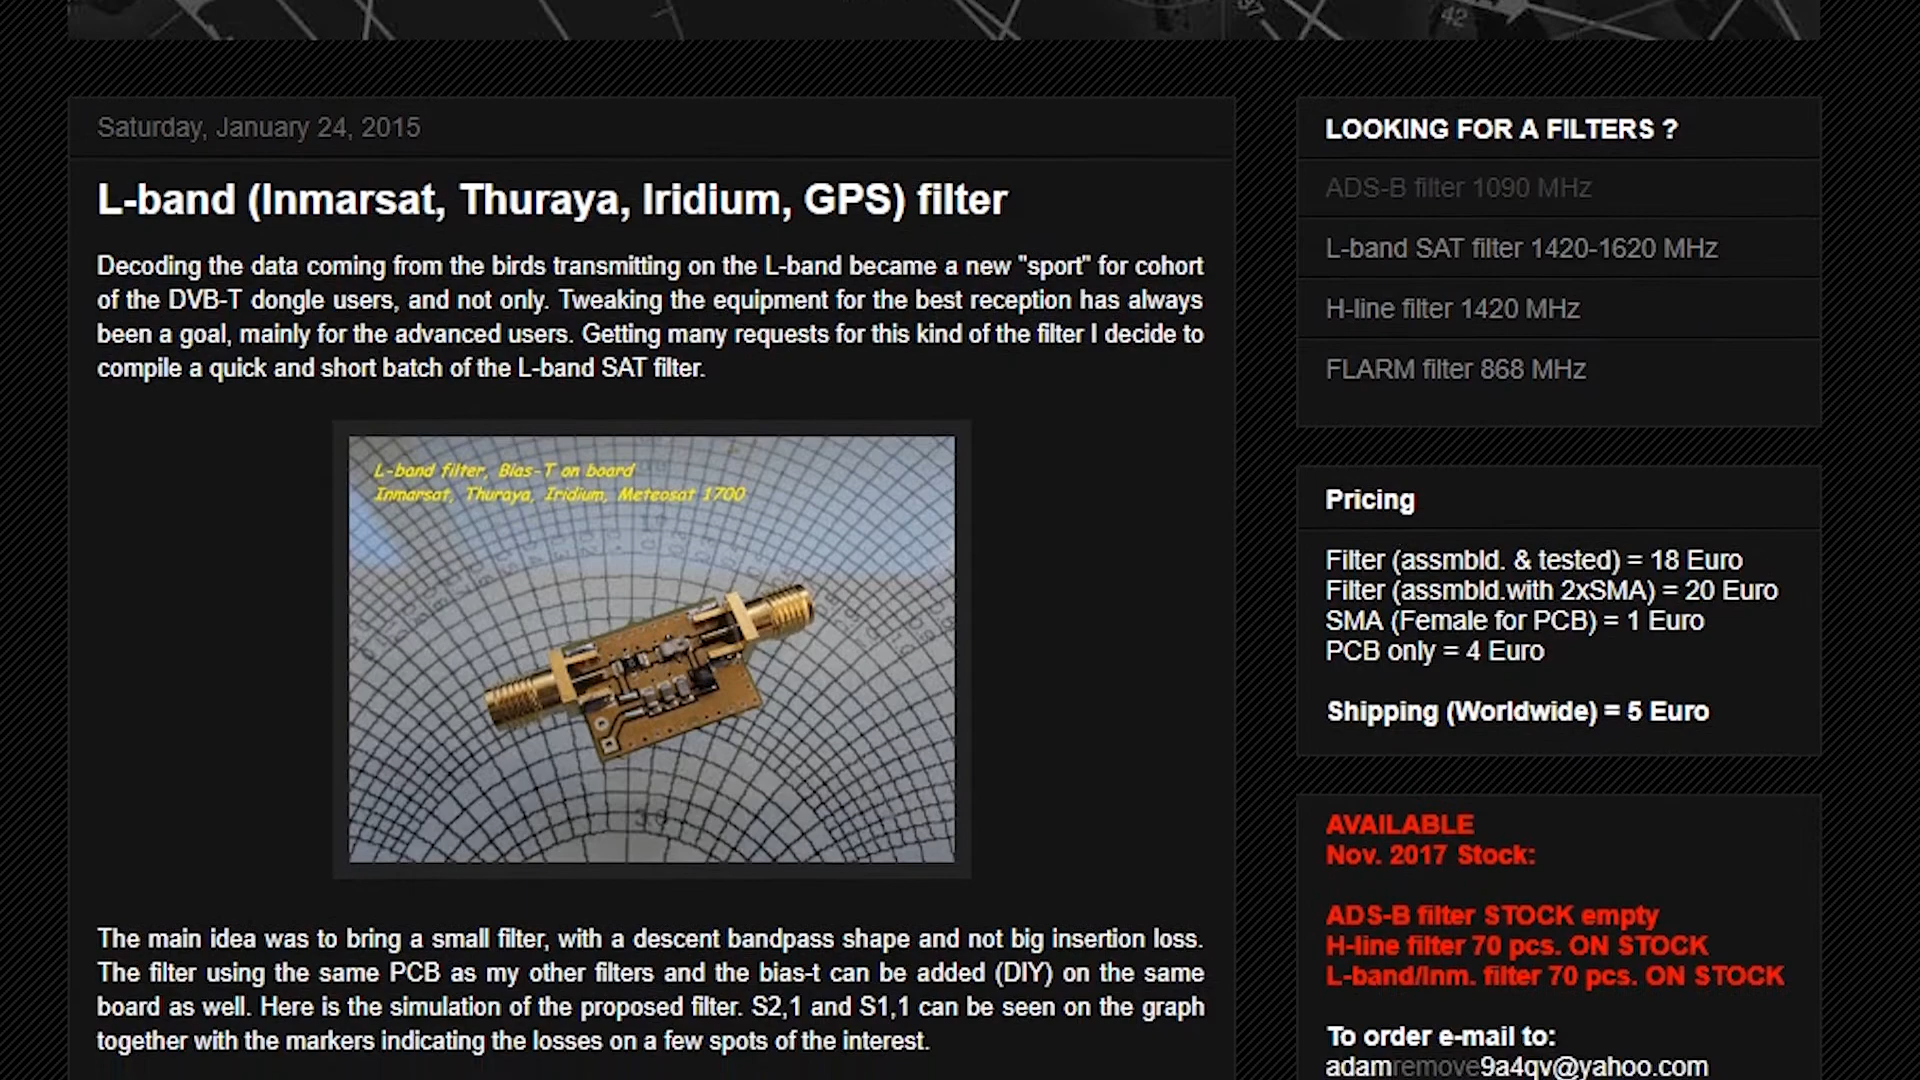 97
42
Saturday, January 24, 2015
L-band (Inmarsat, Thuraya, Iridium, GPS) filter
Decoding the data coming from the birds transmitting on the L-band became a new "sport" for cohort
of the DVB-T dongle users, and not only. Tweaking the equipment for the best reception has always
been a goal, mainly for the advanced users. Getting many requests for this kind of the filter I decide to
compile a quick and short batch of the L-band SAT filter.
L-band filter, Bias-T on board
Inmarsat, Thuraya, Iridium, Meteosat 1700
The main idea was to bring a small filter, with a descent bandpass shape and not big insertion loss.
The filter using the same PCB as my other filters and the bias-t can be added (DIY) on the same
board as well. Here is the simulation of the proposed filter. S2,1 and S1,1 can be seen on the graph
together with the markers indicating the losses on a few spots of the interest.
LOOKING FOR A FILTERS ?
ADS-B filter 1090 MHz
L-band SAT filter 1420-1620 MHz
H-line filter 1420 MHz
FLARM filter 868 MHz
Pricing
Filter (assmbld. & tested) = 18 Euro
Filter (assmbld.with 2xSMA) = 20 Euro
SMA (Female for PCB) = 1 Euro
PCB only = 4 Euro
Shipping (Worldwide) = 5 Euro
AVAILABLE
Nov. 2017 Stock:
ADS-B filter STOCK empty
H-line filter 70 pcs. ON STOCK
L-band/Inm. filter 70 pcs. ON STOCK
To order e-mail to:
adamremove9a4qv@yahoo.com